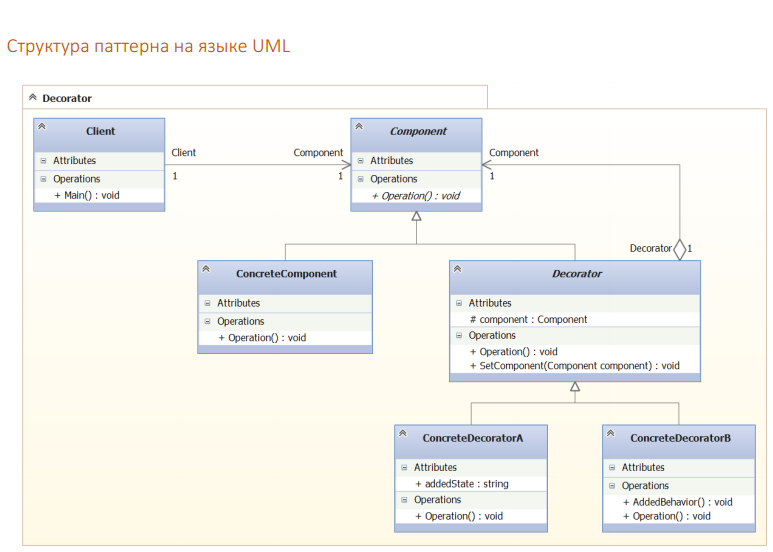 Структура паттерна на языке UML
Decorator
Client
Attributes
Operations
+ Main() : void
Client
1
Component
1
Component
Attributes
Operations
+ Operation() : void
Component
1
Decorator
1
ConcreteComponent
Attributes
Operations
+ Operation() : void
Decorator
Attributes
# component : Component
Operations
+ Operation() : void
+ SetComponent(Component component) : void
ConcreteDecoratorA
Attributes
+ addedState : string
Operations
+ Operation() : void
ConcreteDecoratorB
Attributes
Operations
+ AddedBehavior() : void
+ Operation() : void